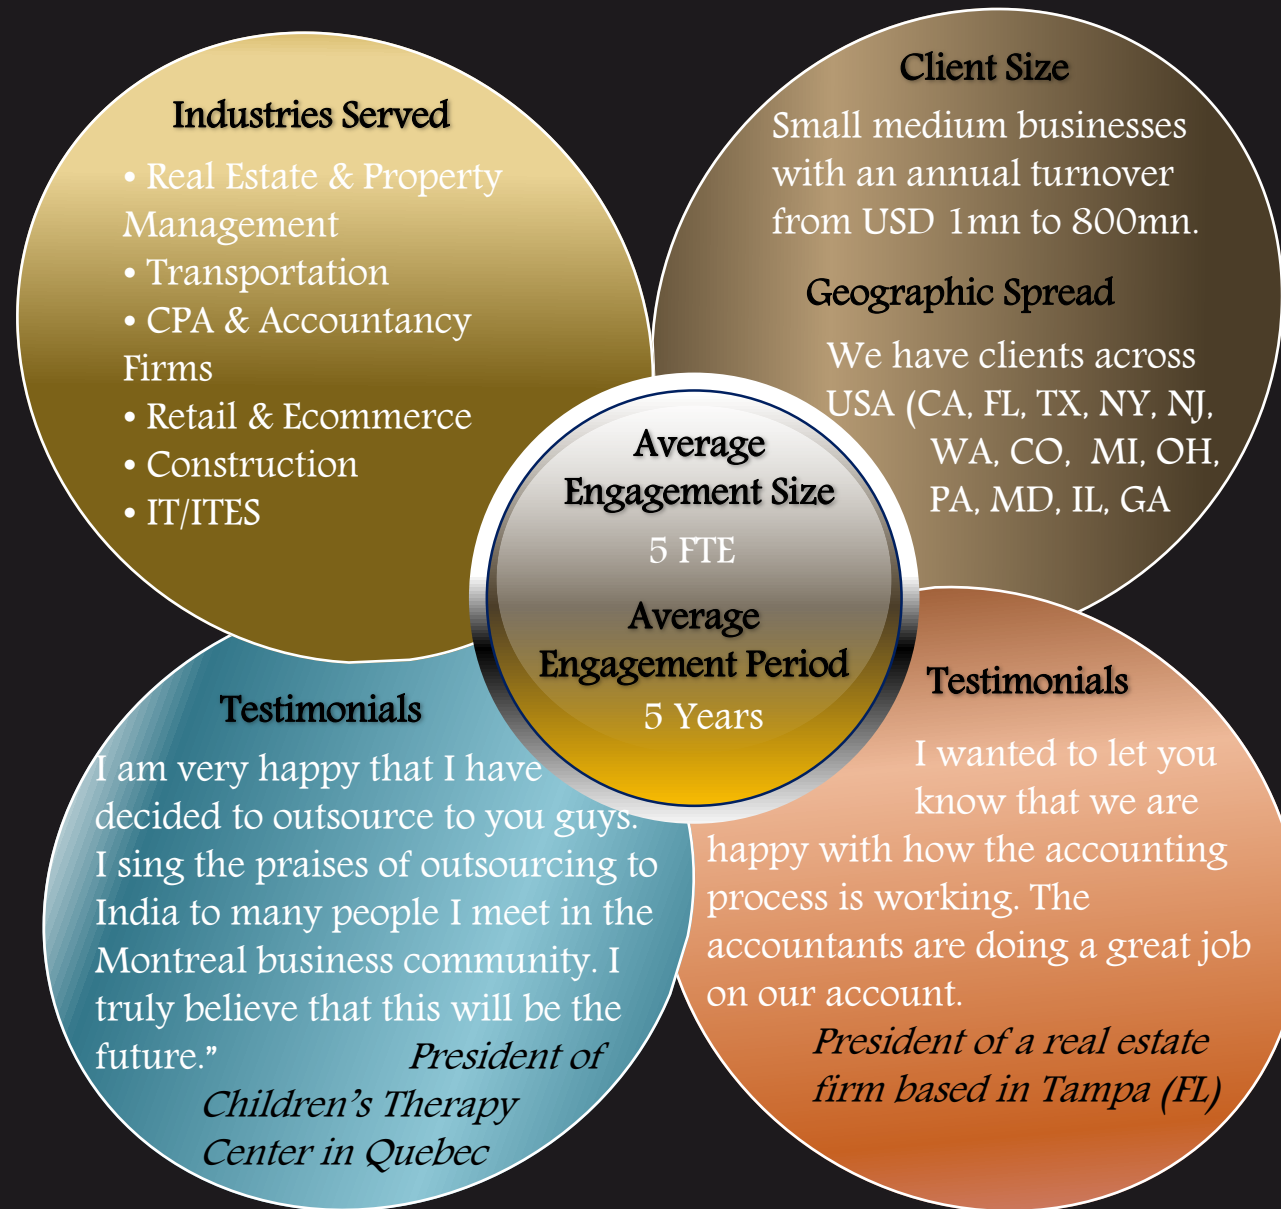 Industries Served
• Real Estate & Property
Management
• Transportation
• CPA & Accountancy
Firms
• Retail & Ecommerce
• Construction
• IT/ITES
Client Size
Small medium businesses
with an annual turnover
from USD 1mn to 800mn.
Geographic Spread
We have clients across
USA (CA, FL, TX, NY, NJ,
WA, CO, MI, OH,
PA, MD, IL, GA
Average
Engagement Size
5 FTE
Average
Engagement Period
5 Years
Testimonials
I am very happy that I have
decided to outsource to you guys.
I sing the praises of outsourcing to
India to many people I meet in the
Montreal business community. I
truly believe that this will be the
future.” President of
Children’s Therapy
Center in Quebec
Testimonials
I wanted to let you
know that we are
happy with how the accounting
process is working. The
accountants are doing a great job
on our account.
President of a real estate
firm based in Tampa (FL)